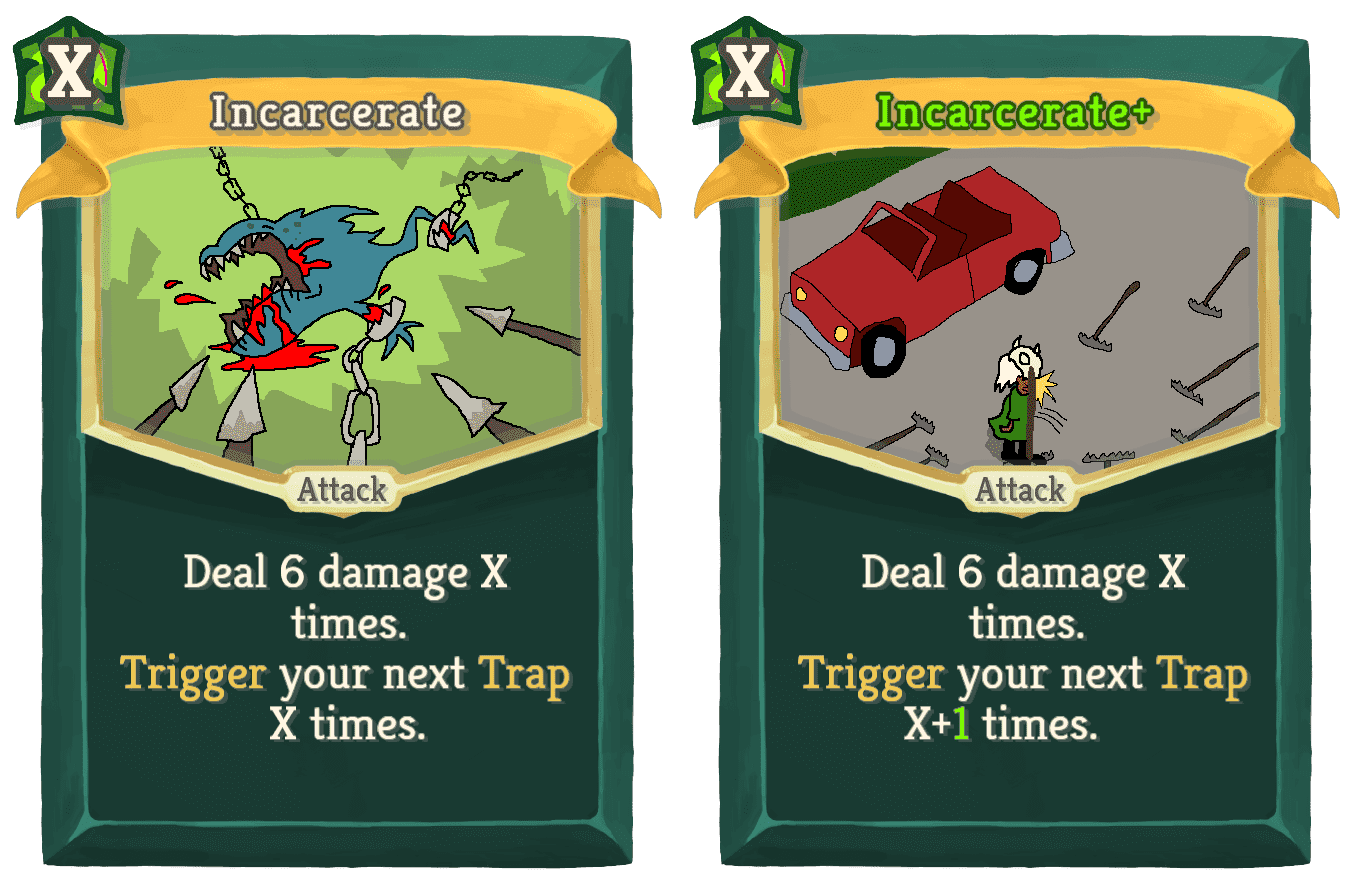 X
Incarcerate
Attack
Deal 6 damage X
times.
Trigger your next Trap
X times.
X
Incarcerate+
Attack
Deal 6 damage X
times.
Trigger your next Trap
X+1 times.